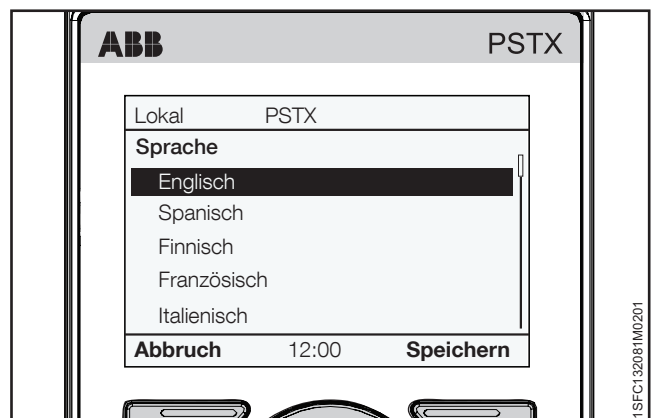 ABB PSTX
Lokal PSTX
Sprache
Englisch
Spanisch
Finnisch
Französisch
Italienisch
Abbruch 12:00 Speichern
1SFC132081M0201